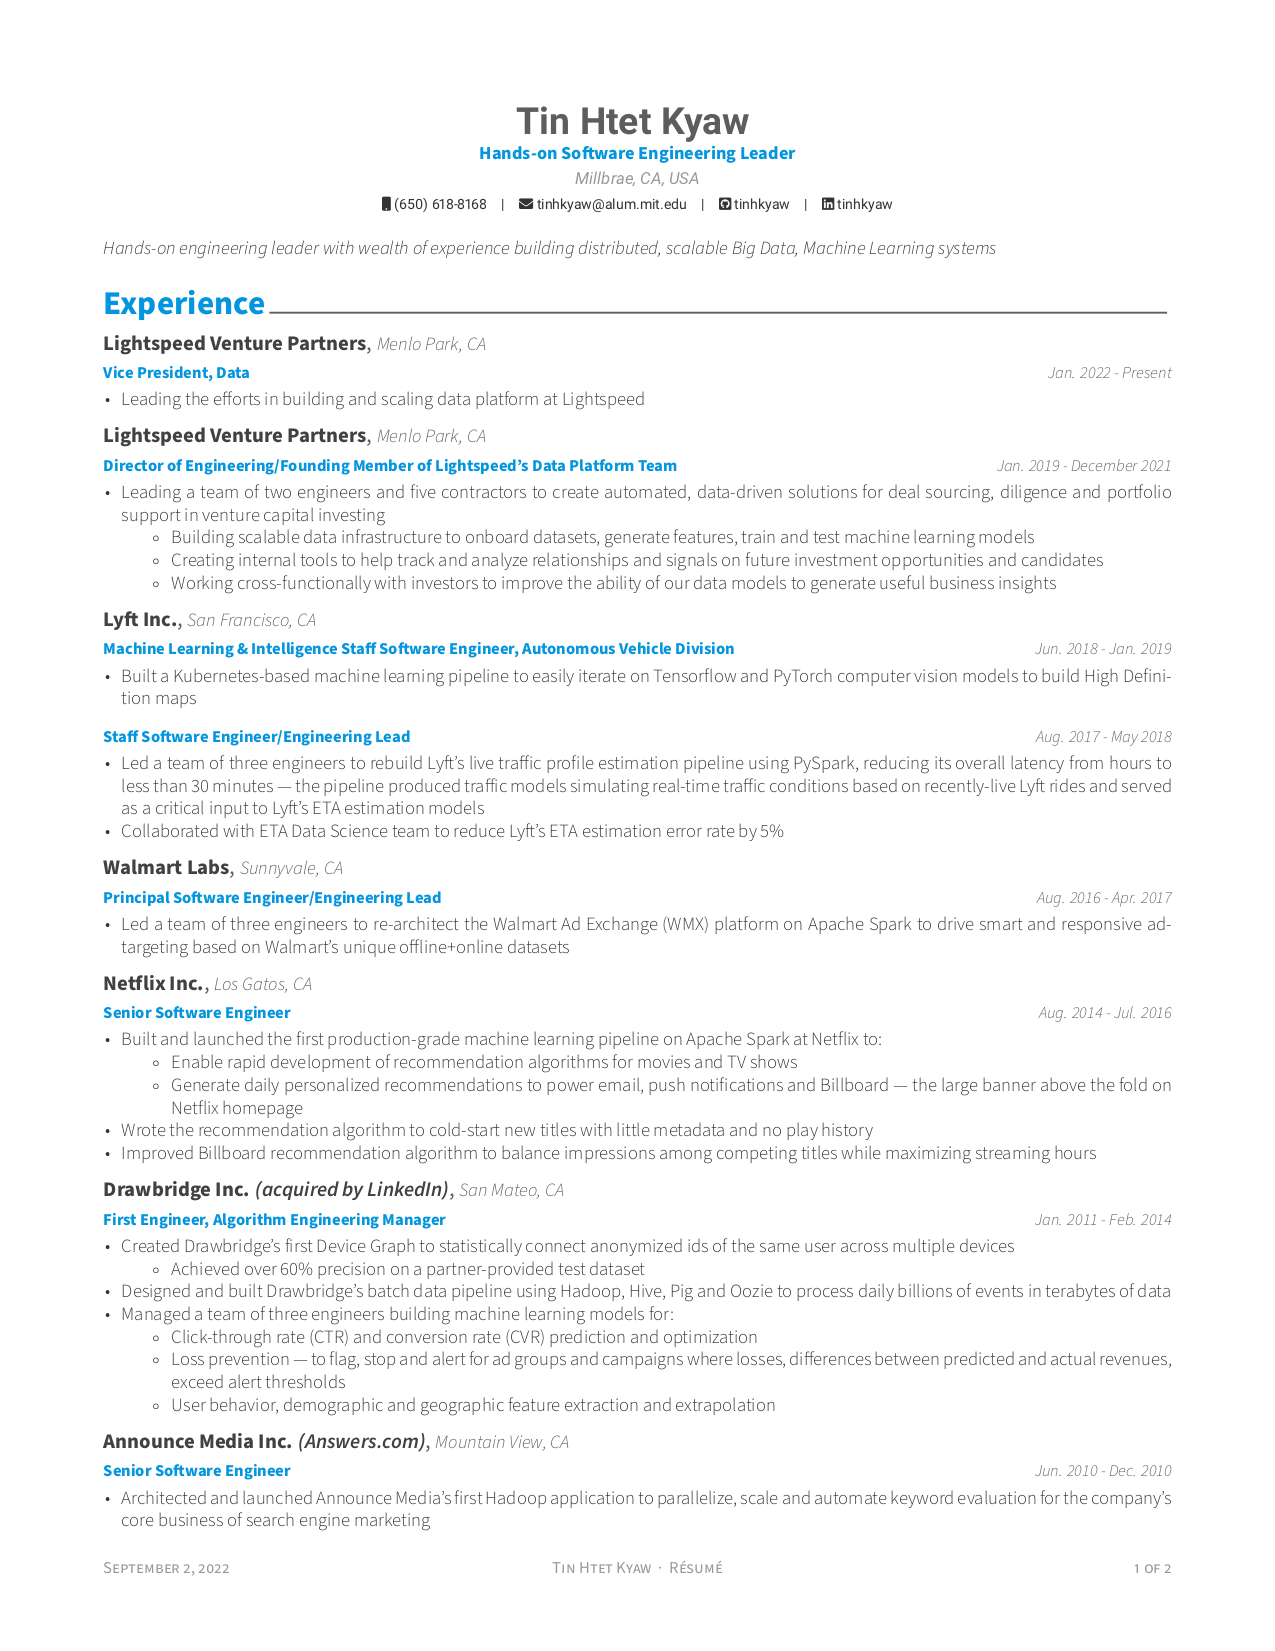 Tin Htet Kyaw
Hands-on Software Engineering Leader
Millbrae, CA, USA
(650) 618-8168 | tinhkyaw@alum.mit.edu | tinhkyaw | tinhkyaw
Hands-on engineering leader with wealth of experience building distributed, scalable Big Data, Machine Learning systems
Experience
Lightspeed Venture Partners, Menlo Park, CA
Vice President, Data Jan. 2022 - Present
• Leading the efforts in building and scaling data platform at Lightspeed
Lightspeed Venture Partners, Menlo Park, CA
Director of Engineering/Founding Member of Lightspeed’s Data Platform Team Jan. 2019 - December 2021
• Leading a team of two engineers and five contractors to create automated, data-driven solutions for deal sourcing, diligence and portfolio
support in venture capital investing
◦ Building scalable data infrastructure to onboard datasets, generate features, train and test machine learning models
◦ Creating internal tools to help track and analyze relationships and signals on future investment opportunities and candidates
◦ Working cross-functionally with investors to improve the ability of our data models to generate useful business insights
Lyft Inc., San Francisco, CA
Machine Learning & Intelligence Staff Software Engineer, Autonomous Vehicle Division Jun. 2018 - Jan. 2019
• Built a Kubernetes-based machine learning pipeline to easily iterate on Tensorflow and PyTorch computer vision models to build High Defini-
tion maps
Staff Software Engineer/Engineering Lead Aug. 2017 - May 2018
• Led a team of three engineers to rebuild Lyft’s live traffic profile estimation pipeline using PySpark, reducing its overall latency from hours to
less than 30 minutes — the pipeline produced traffic models simulating real-time traffic conditions based on recently-live Lyft rides and served
as a critical input to Lyft’s ETA estimation models
• Collaborated with ETA Data Science team to reduce Lyft’s ETA estimation error rate by 5%
Walmart Labs, Sunnyvale, CA
Principal Software Engineer/Engineering Lead Aug. 2016 - Apr. 2017
• Led a team of three engineers to re-architect the Walmart Ad Exchange (WMX) platform on Apache Spark to drive smart and responsive ad-
targeting based on Walmart’s unique offline+online datasets
Netflix Inc., Los Gatos, CA
Senior Software Engineer Aug. 2014 - Jul. 2016
• Built and launched the first production-grade machine learning pipeline on Apache Spark at Netflix to:
◦ Enable rapid development of recommendation algorithms for movies and TV shows
◦ Generate daily personalized recommendations to power email, push notifications and Billboard — the large banner above the fold on
Netflix homepage
• Wrote the recommendation algorithm to cold-start new titles with little metadata and no play history
• Improved Billboard recommendation algorithm to balance impressions among competing titles while maximizing streaming hours
Drawbridge Inc. (acquired by LinkedIn), San Mateo, CA
First Engineer, Algorithm Engineering Manager Jan. 2011 - Feb. 2014
• Created Drawbridge’s first Device Graph to statistically connect anonymized ids of the same user across multiple devices
◦ Achieved over 60% precision on a partner-provided test dataset
• Designed and built Drawbridge’s batch data pipeline using Hadoop, Hive, Pig and Oozie to process daily billions of events in terabytes of data
• Managed a team of three engineers building machine learning models for:
◦ Click-through rate (CTR) and conversion rate (CVR) prediction and optimization
◦ Loss prevention — to flag, stop and alert for ad groups and campaigns where losses, differences between predicted and actual revenues,
exceed alert thresholds
◦ User behavior, demographic and geographic feature extraction and extrapolation
Announce Media Inc. (Answers.com), Mountain View, CA
Senior Software Engineer Jun. 2010 - Dec. 2010
• Architected and launched Announce Media’s first Hadoop application to parallelize, scale and automate keyword evaluation for the company’s
core business of search engine marketing
September 2, 2022 Tin Htet Kyaw · Résumé 1 of 2